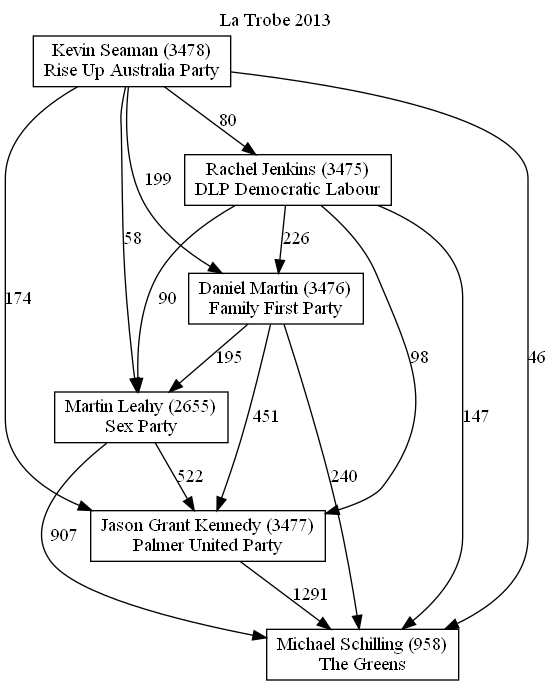 La Trobe 2013
Kevin Seaman (3478)
Rise Up Australia Party
80
Rachel Jenkins (3475)
DLP Democratic Labour
199
58
226
90
174
Daniel Martin (3476)
Family First Party
195
98
46
Martin Leahy (2655)
Sex Party
451
147
522
240
907
Jason Grant Kennedy (3477)
Palmer United Party
1291
Michael Schilling (958)
The Greens